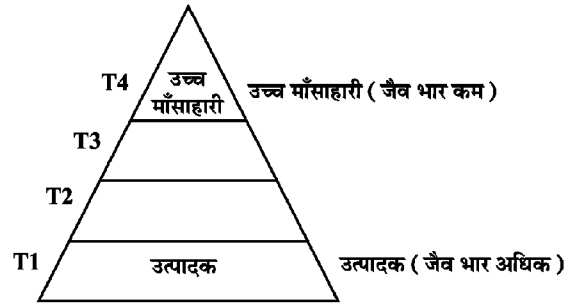 T4
उच्च
माँसाहारी
उच्च माँसाहारी ( जैव भार कम )
T3
T2
T1
उत्पादक
उत्पादक ( जैव भार अधिक )